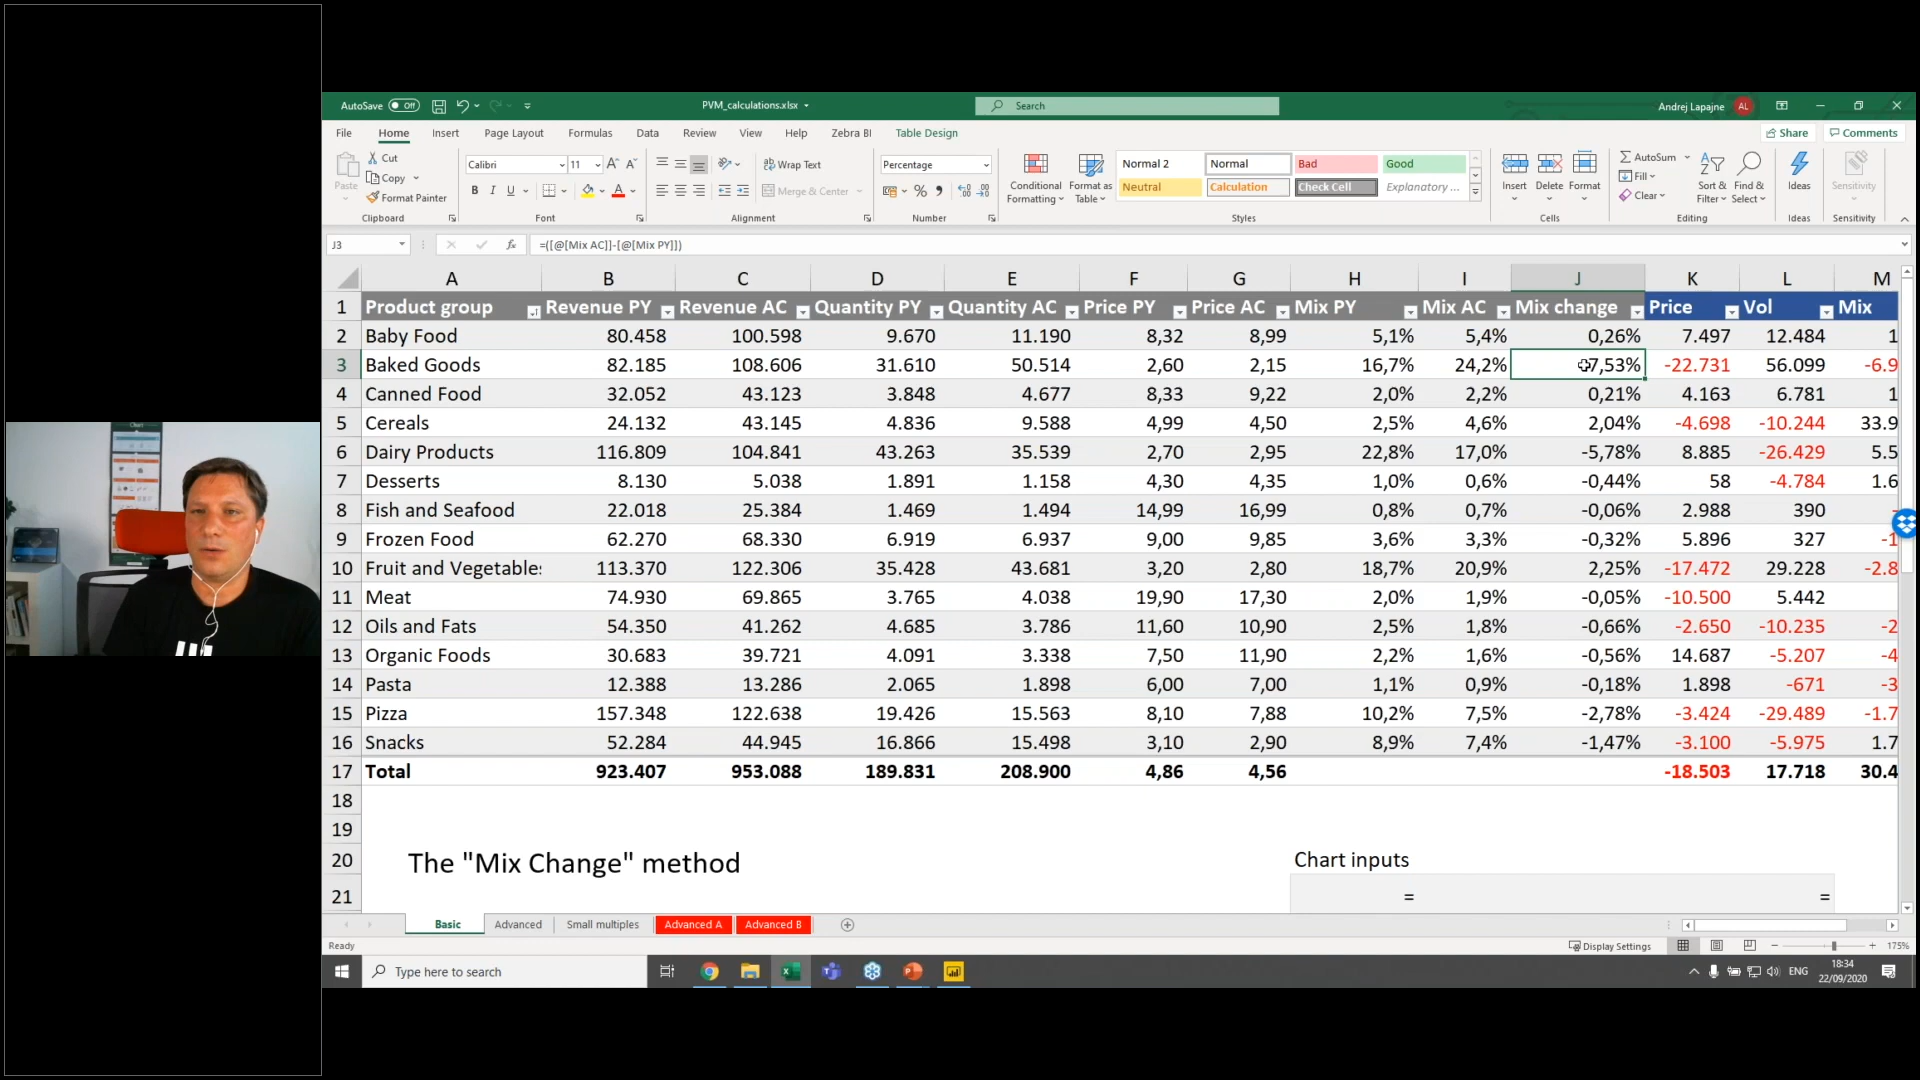 AutoSave Off PVM_calculations.xlsx Search Andrej Lapajne AL
File Home Insert Page Layout Formulas Data Review View Help Zebra BI Table Design Share Comments
Paste Cut Copy Format Painter Clipboard
Calibri 11 B I U Font
Wrap Text Merge & Center Alignment
Percentage % Number
Conditional Formatting Format as Table
Normal 2 Normal Bad Good
Neutral Calculation Check Cell Explanatory ...
Styles
Insert Delete Format Cells
AutoSum Fill Clear Sort & Filter Find & Select Editing
Ideas Ideas
Sensitivity Sensitivity
J3 fx =([@[Mix AC]]-[@[Mix PY]])
A B C D E F G H I J K L M
1 Product group Revenue PY Revenue AC Quantity PY Quantity AC Price PY Price AC Mix PY Mix AC Mix change Price Vol Mix
2 Baby Food 80.458 100.598 9.670 11.190 8,32 8,99 5,1% 5,4% 0,26% 7.497 12.484 1
3 Baked Goods 82.185 108.606 31.610 50.514 2,60 2,15 16,7% 24,2% 7,53% -22.731 56.099 -6.9
4 Canned Food 32.052 43.123 3.848 4.677 8,33 9,22 2,0% 2,2% 0,21% 4.163 6.781 1
5 Cereals 24.132 43.145 4.836 9.588 4,99 4,50 2,5% 4,6% 2,04% -4.698 -10.244 33.9
6 Dairy Products 116.809 104.841 43.263 35.539 2,70 2,95 22,8% 17,0% -5,78% 8.885 -26.429 5.5
7 Desserts 8.130 5.038 1.891 1.158 4,30 4,35 1,0% 0,6% -0,44% 58 -4.784 1.6
8 Fish and Seafood 22.018 25.384 1.469 1.494 14,99 16,99 0,8% 0,7% -0,06% 2.988 390 -
9 Frozen Food 62.270 68.330 6.919 6.937 9,00 9,85 3,6% 3,3% -0,32% 5.896 327 -1
10 Fruit and Vegetable 113.370 122.306 35.428 43.681 3,20 2,80 18,7% 20,9% 2,25% -17.472 29.228 -2.8
11 Meat 74.930 69.865 3.765 4.038 19,90 17,30 2,0% 1,9% -0,05% -10.500 5.442
12 Oils and Fats 54.350 41.262 4.685 3.786 11,60 10,90 2,5% 1,8% -0,66% -2.650 -10.235 -2
13 Organic Foods 30.683 39.721 4.091 3.338 7,50 11,90 2,2% 1,6% -0,56% 14.687 -5.207 -4
14 Pasta 12.388 13.286 2.065 1.898 6,00 7,00 1,1% 0,9% -0,18% 1.898 -671 -3
15 Pizza 157.348 122.638 19.426 15.563 8,10 7,88 10,2% 7,5% -2,78% -3.424 -29.489 -1.7
16 Snacks 52.284 44.945 16.866 15.498 3,10 2,90 8,9% 7,4% -1,47% -3.100 -5.975 1.7
17 Total 923.407 953.088 189.831 208.900 4,86 4,56 -18.503 17.718 30.4
18
19
20 The "Mix Change" method Chart inputs
21 = =
Basic Advanced Small multiples Advanced A Advanced B
Ready Display Settings 175%
Type here to search ENG 18:34
22/09/2020